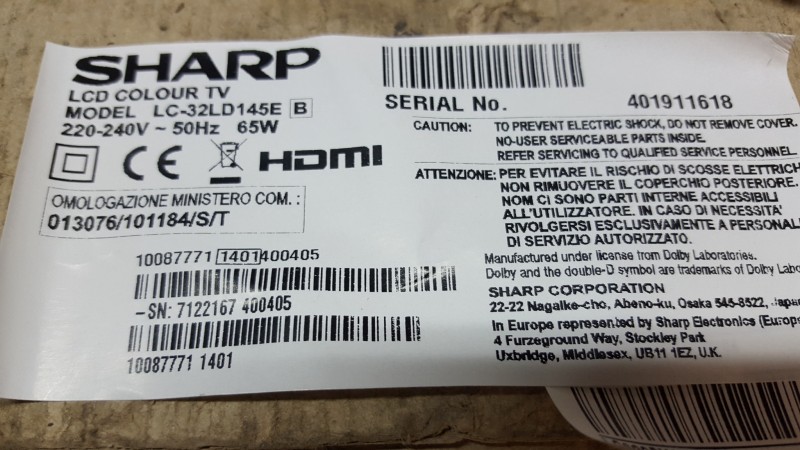 SHARP
LCD COLOUR TV
MODEL LC-32LD145E B
220-240V ~ 50Hz 65W
CE HDMI
OMOLOGAZIONE MINISTERO COM. :
013076/101184/S/T
10087771 1401400405
-SN: 7122167 400405
10087771 1401
SERIAL No. 401911618
CAUTION: TO PREVENT ELECTRIC SHOCK, DO NOT REMOVE COVER.
NO-USER SERVICEABLE PARTS INSIDE.
REFER SERVICING TO QUALIFIED SERVICE PERSONNEL.
ATTENZIONE: PER EVITARE IL RISCHIO DI SCOSSE ELETTRICH
NON RIMUOVERE IL COPERCHIO POSTERIORE.
NOM CI SONO PARTI INTERNE ACCESSIBILI
ALL'UTILIZZATORE. IN CASO DI NECESSITA'
RIVOLGERSI ESCLUSIVAMENTE A PERSONAL
DI SERVIZIO AUTORIZZATO.
Manufactured under license from Dolby Laboratories.
Dolby and the double-D symbol are trademarks of Dolby Lab
SHARP CORPORATION
22-22 Nagaike-cho, Abeno-ku, Osaka 545-8522, Japan
In Europe represented by Sharp Electronics (Europe
4 Furzeground Way, Stockley Park
Uxbridge, Middlesex, UB11 1EZ, U.K.